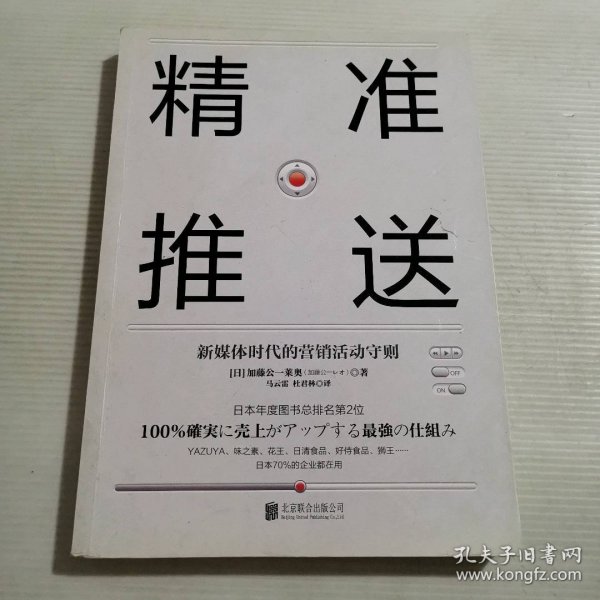 精 准
推 送
新媒体时代的营销活动守则
[日]加藤公一莱奥（加藤公一レオ）◎著
马云雷 杜君林◎译
OFF
ON
日本年度图书总排名第2位
100%確実に売上がアップする最強の仕組み
YAZUYA、味之素、花王、日清食品、好侍食品、狮王……
日本70%的企业都在用
北京联合出版公司
Beijing United Publishing Co.,Ltd.
孔夫子旧书网
www.kongfz.com